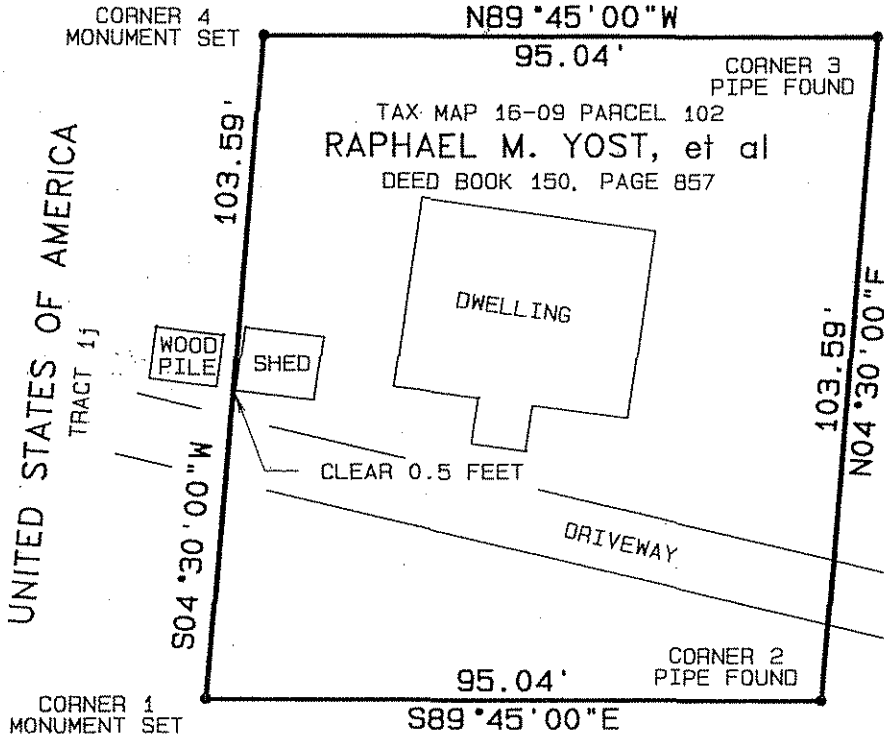 CORNER 4
MONUMENT SET
N89°45'00"W
95.04'
CORNER 3
PIPE FOUND
TAX MAP 16-09 PARCEL 102
RAPHAEL M. YOST, et al
DEED BOOK 150, PAGE 857
103.59'
UNITED STATES OF AMERICA
TRACT 1j
WOOD
PILE
SHED
DWELLING
103.59'
N04°30'00"E
S04°30'00"W
CLEAR 0.5 FEET
DRIVEWAY
CORNER 2
PIPE FOUND
95.04'
S89°45'00"E
CORNER 1
MONUMENT SET